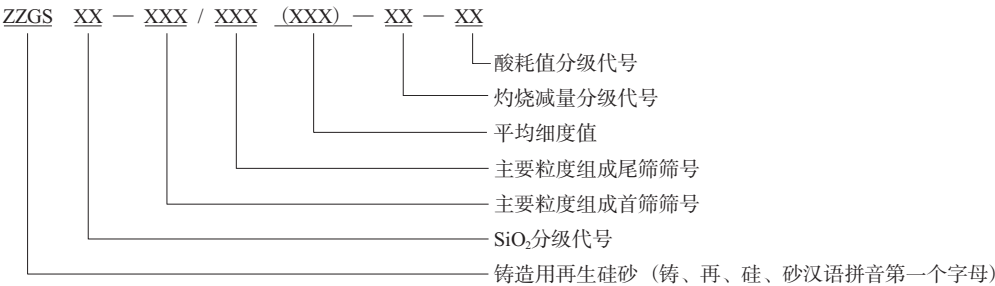 ZZGS XX — XXX / XXX （XXX）— XX — XX
酸耗值分级代号
灼烧减量分级代号
平均细度值
主要粒度组成尾筛筛号
主要粒度组成首筛筛号
SiO₂分级代号
铸造用再生硅砂（铸、再、硅、砂汉语拼音第一个字母）